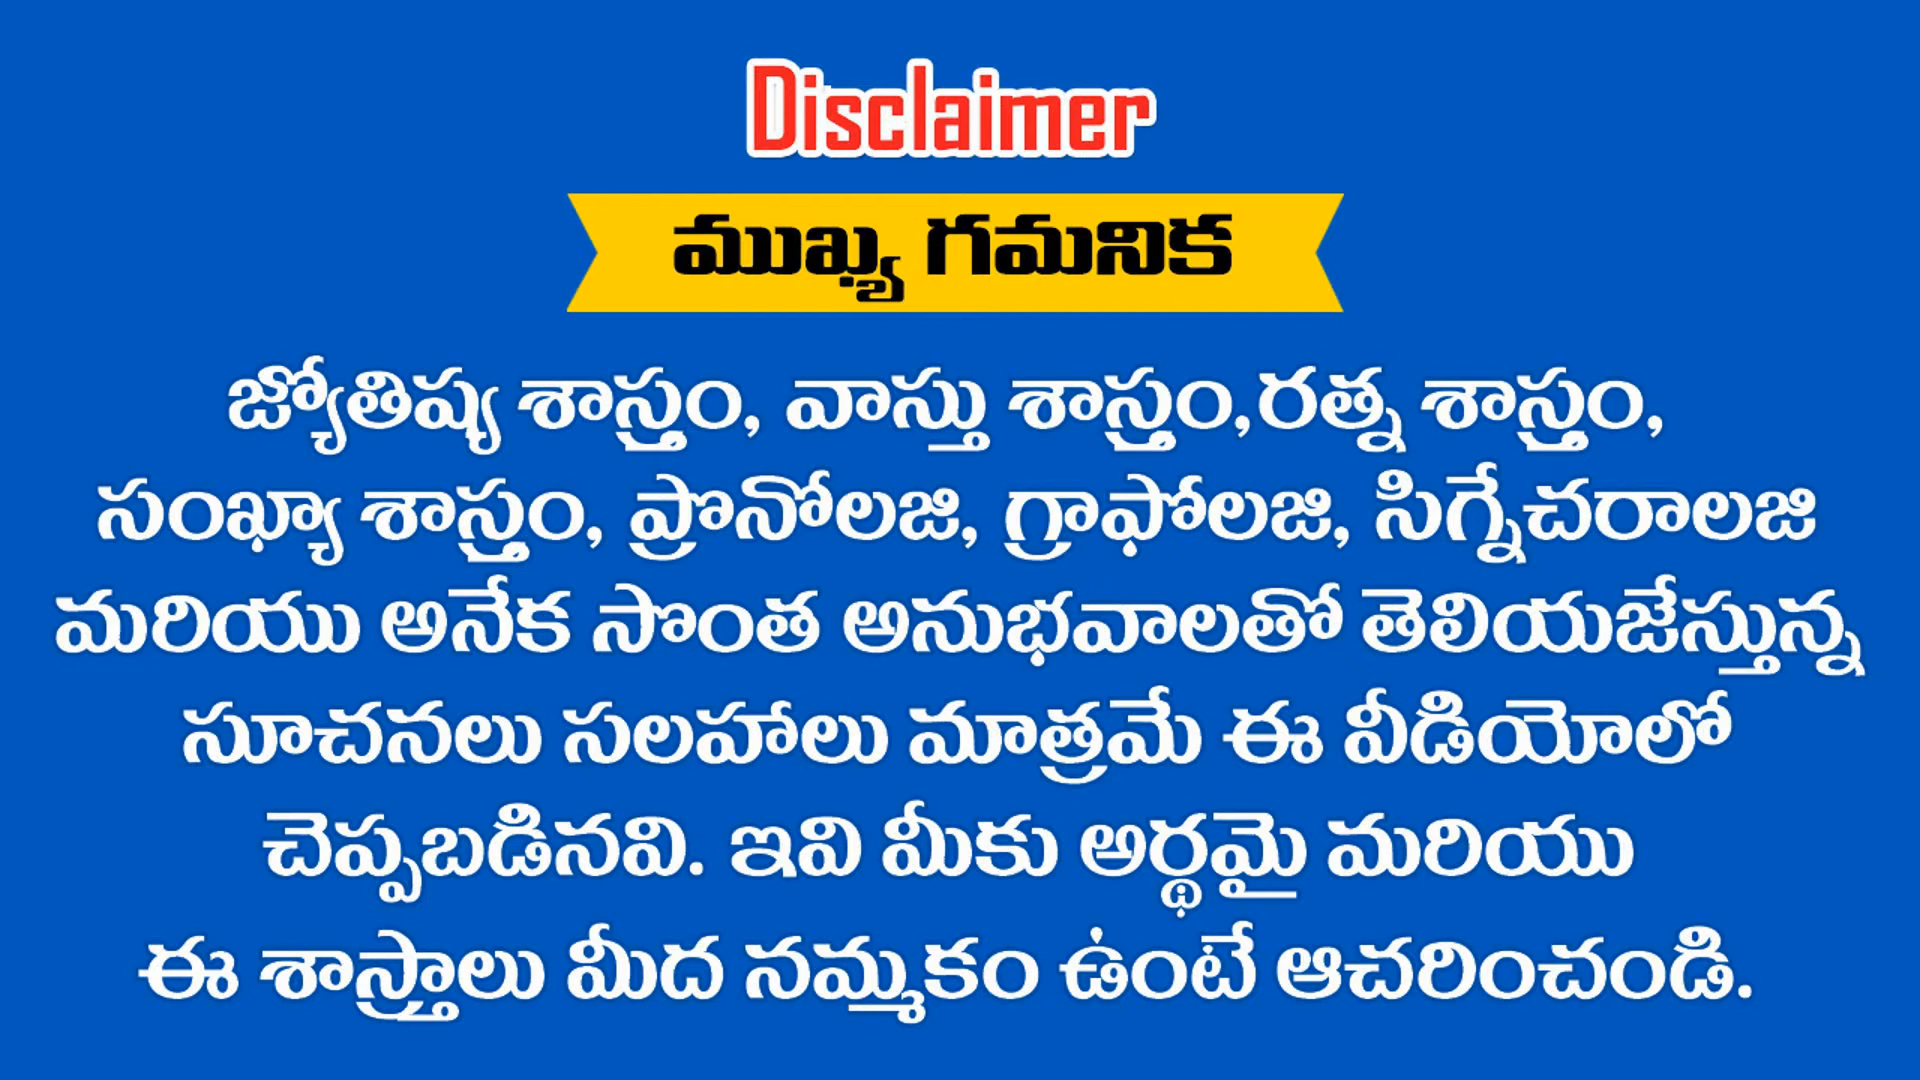 Disclaimer
ముఖ్య గమనిక
జ్యోతిష్య శాస్త్రం, వాస్తు శాస్త్రం,రత్న శాస్త్రం,
సంఖ్యా శాస్త్రం, ప్రొనోలజి, గ్రాఫోలజి, సిగ్నేచరాలజి
మరియు అనేక సొంత అనుభవాలతో తెలియజేస్తున్న
సూచనలు సలహాలు మాత్రమే ఈ వీడియోలో
చెప్పబడినవి. ఇవి మీకు అర్థమై మరియు
ఈ శాస్త్రాలు మీద నమ్మకం ఉంటే ఆచరించండి.